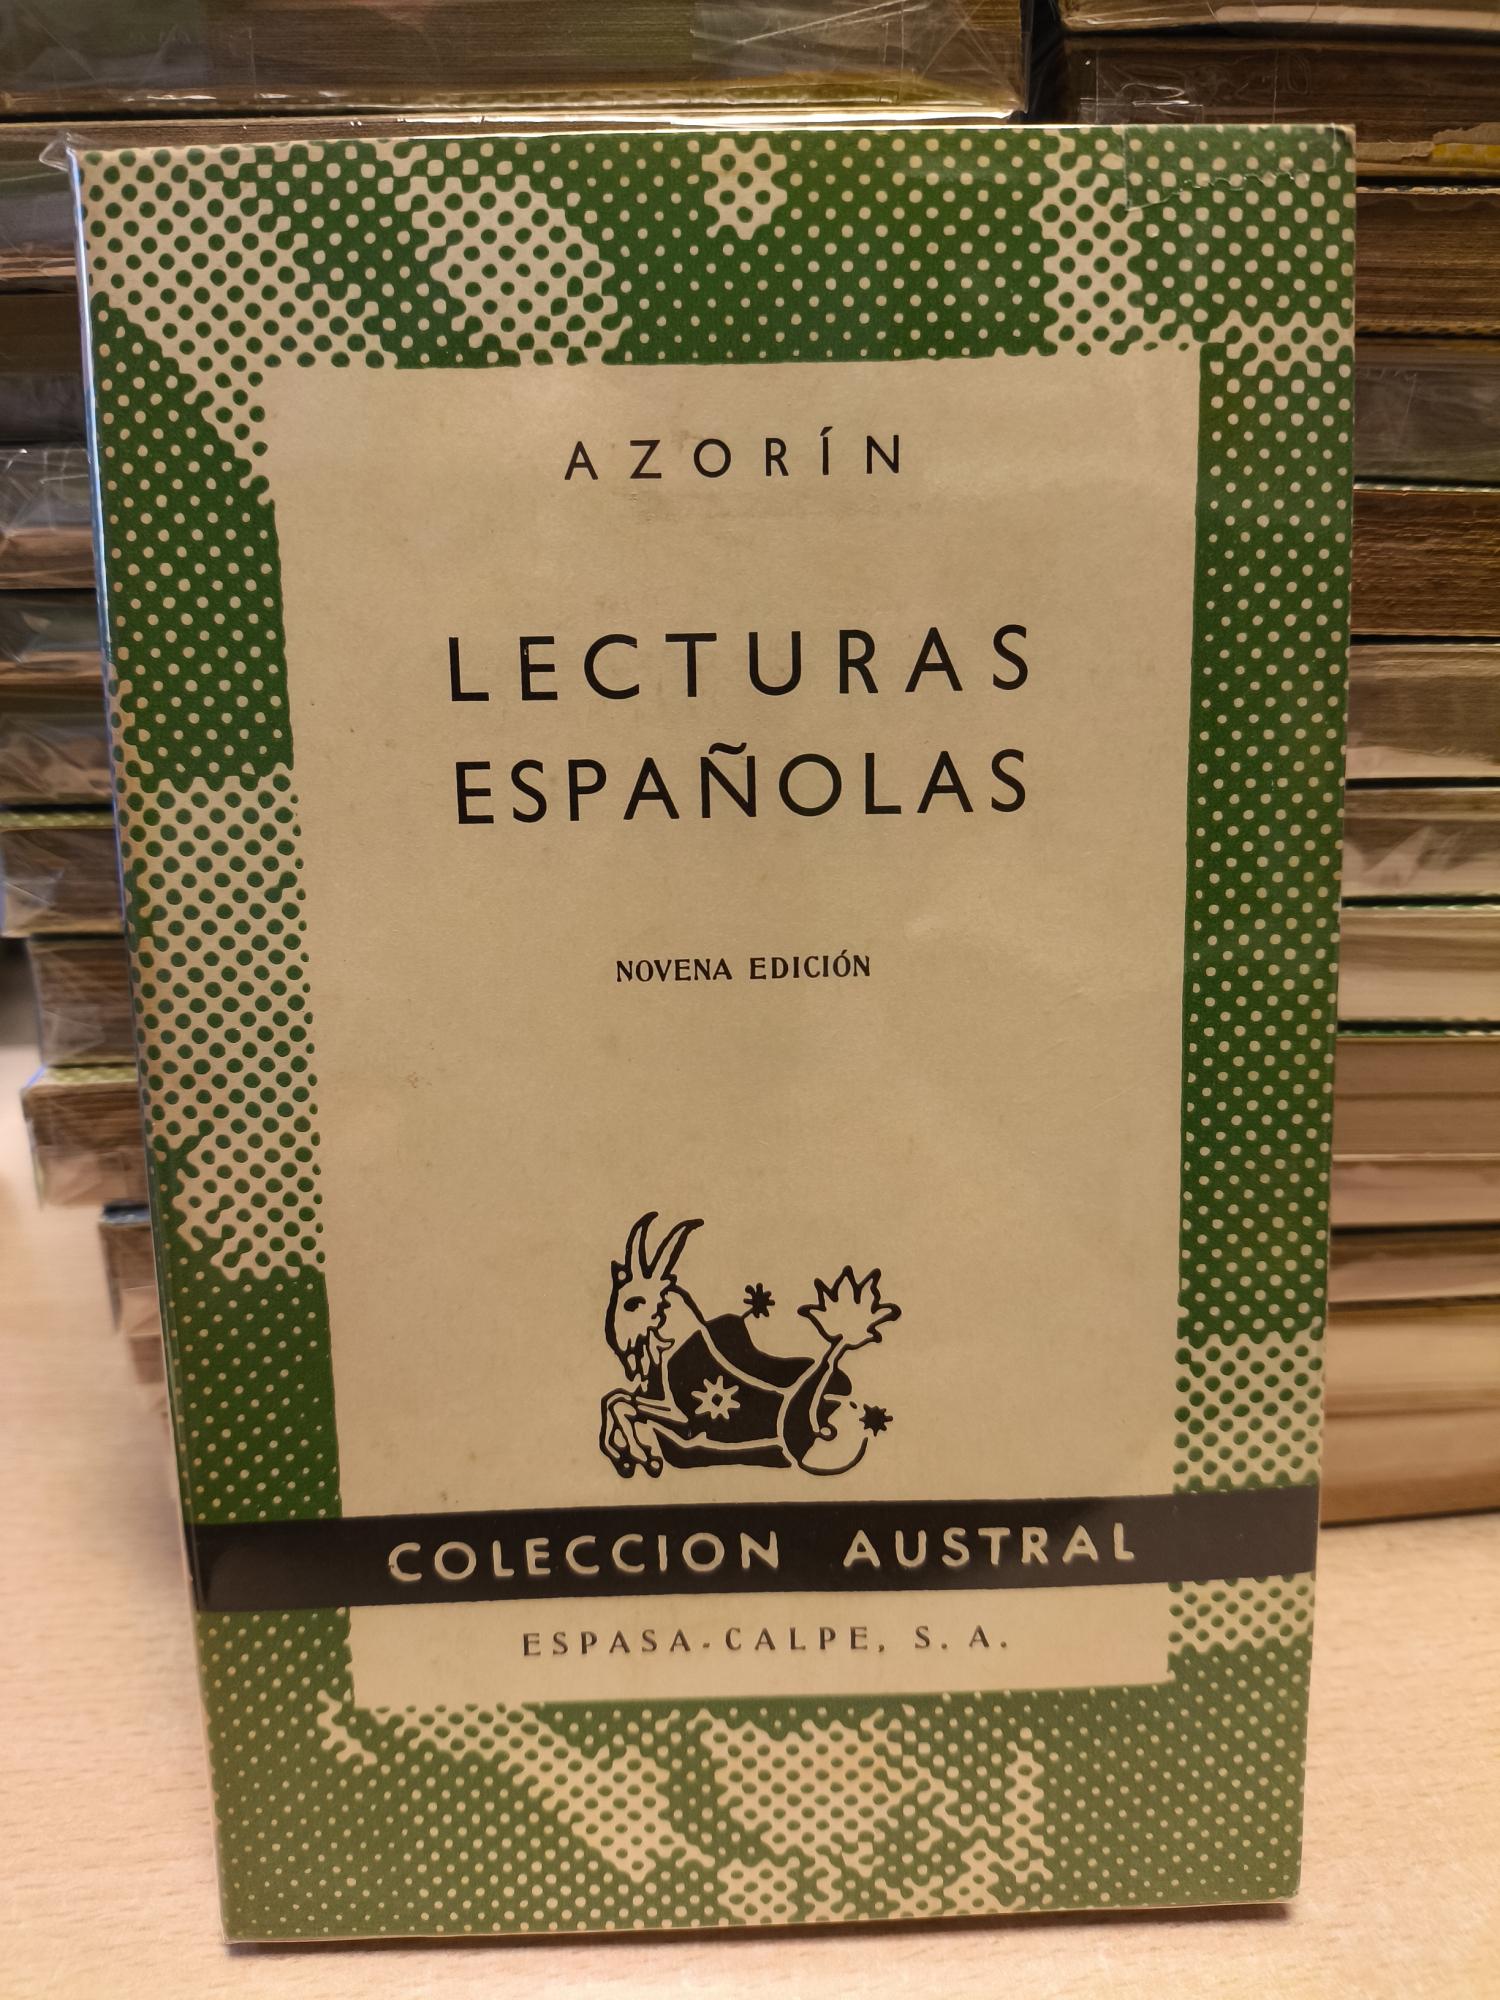 AZORÍN
LECTURAS
ESPAÑOLAS
NOVENA EDICIÓN
COLECCION AUSTRAL
ESPASA-CALPE, S. A.